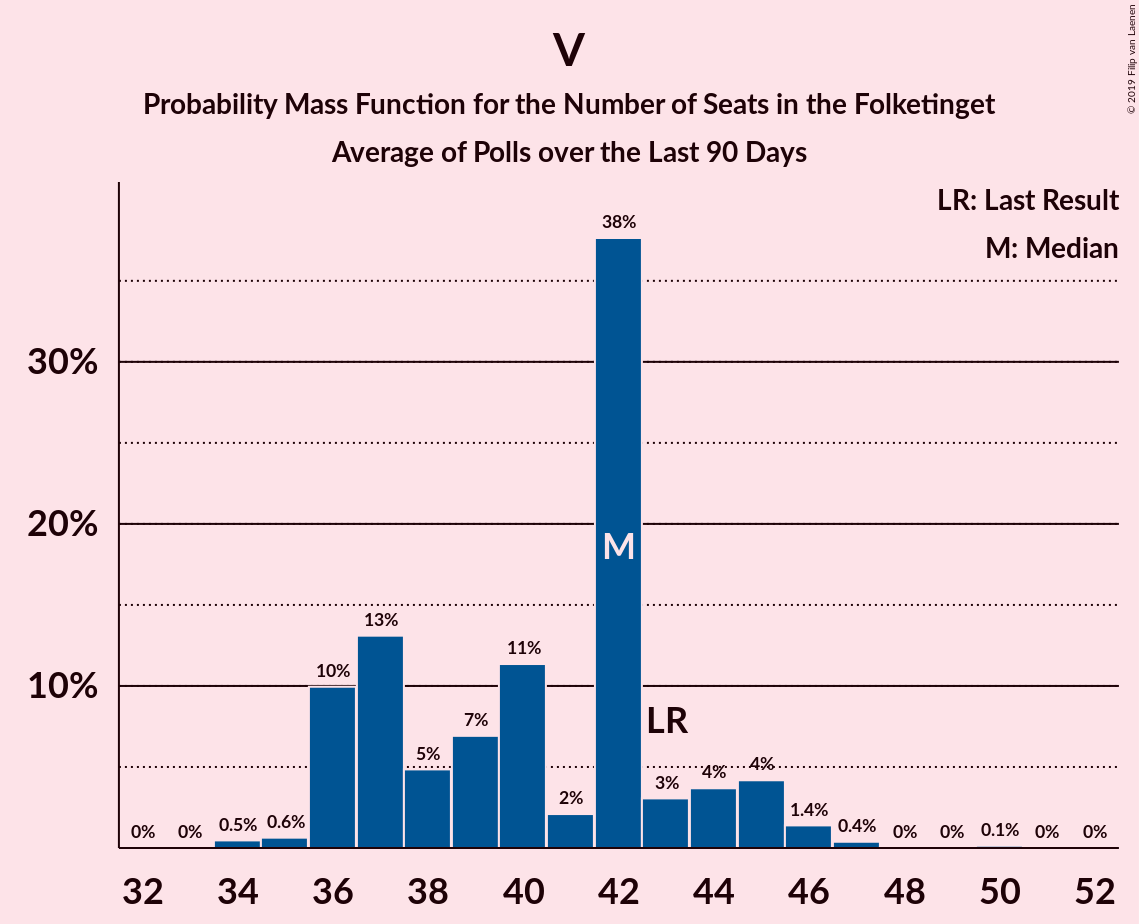 V
Probability Mass Function for the Number of Seats in the Folketinget
Average of Polls over the Last 90 Days
© 2019 Filip van Laenen
LR: Last Result
M: Median
38%
30%
20%
M
13%
11%
10%
10%
7%
LR
5%
4%
4%
3%
2%
1.4%
0% 0% 0.5% 0.6% 0.4% 0% 0% 0.1% 0% 0%
32 34 36 38 40 42 44 46 48 50 52